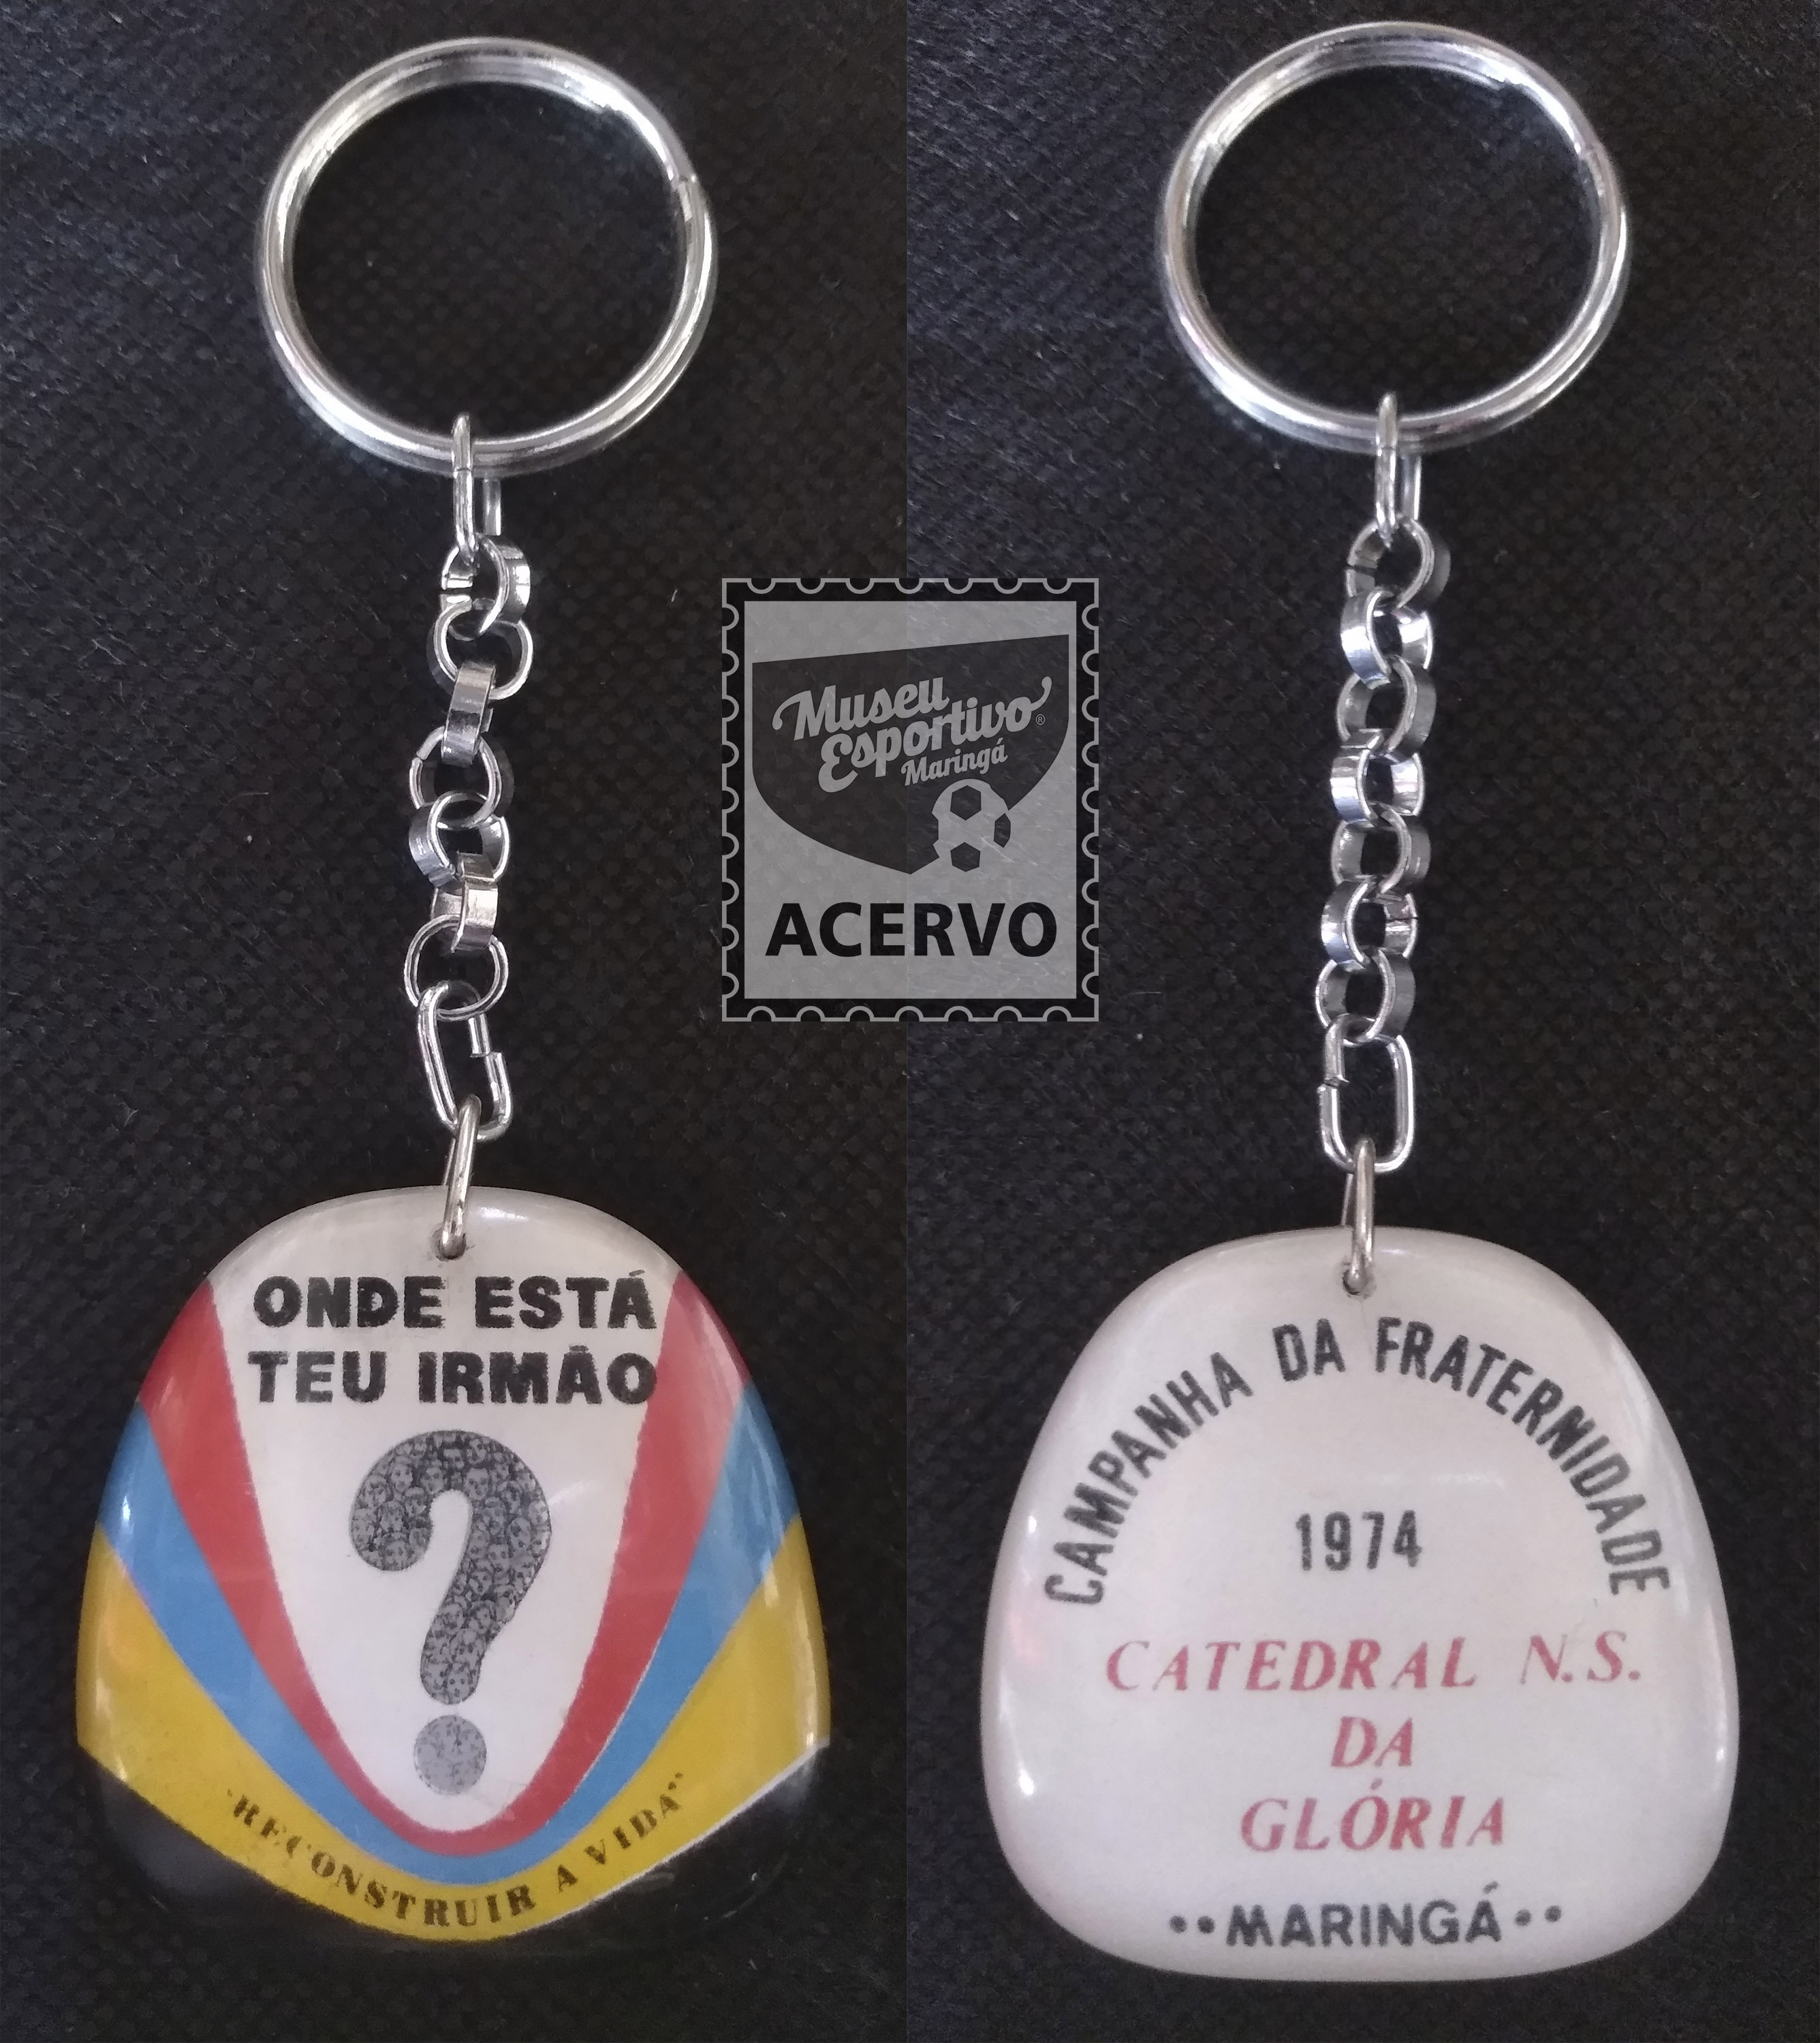 Museu
Esportivo®
Maringá
ACERVO
ONDE ESTÁ
TEU IRMÃO
?
"RECONSTRUIR A VIDA"
CAMPANHA DA FRATERNIDADE
1974
CATEDRAL N.S.
DA
GLÓRIA
••MARINGÁ••